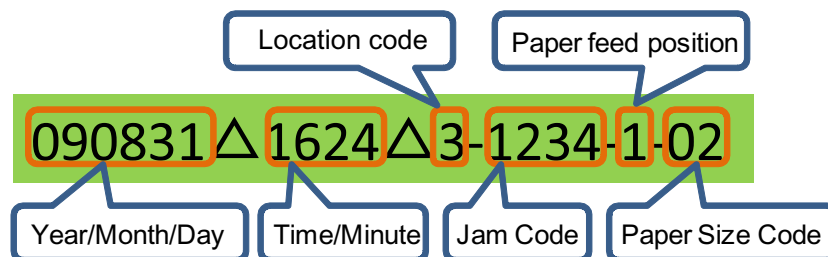 Location code Paper feed position
090831△1624△3-1234-1-02
Year/Month/Day Time/Minute Jam Code Paper Size Code